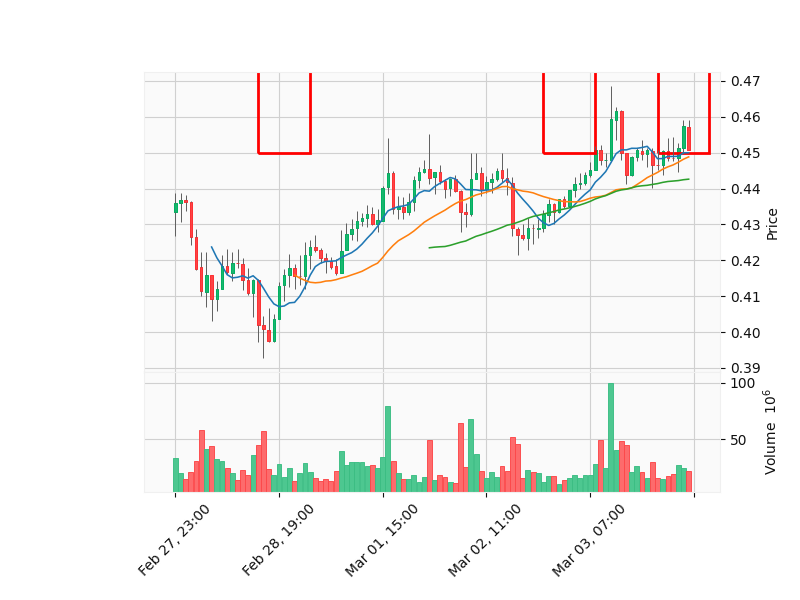 0.47
0.46
0.45
0.44
0.43
0.42
0.41
0.40
0.39
Price
100
50
Volume 10⁶
Feb 27, 23:00
Feb 28, 19:00
Mar 01, 15:00
Mar 02, 11:00
Mar 03, 07:00